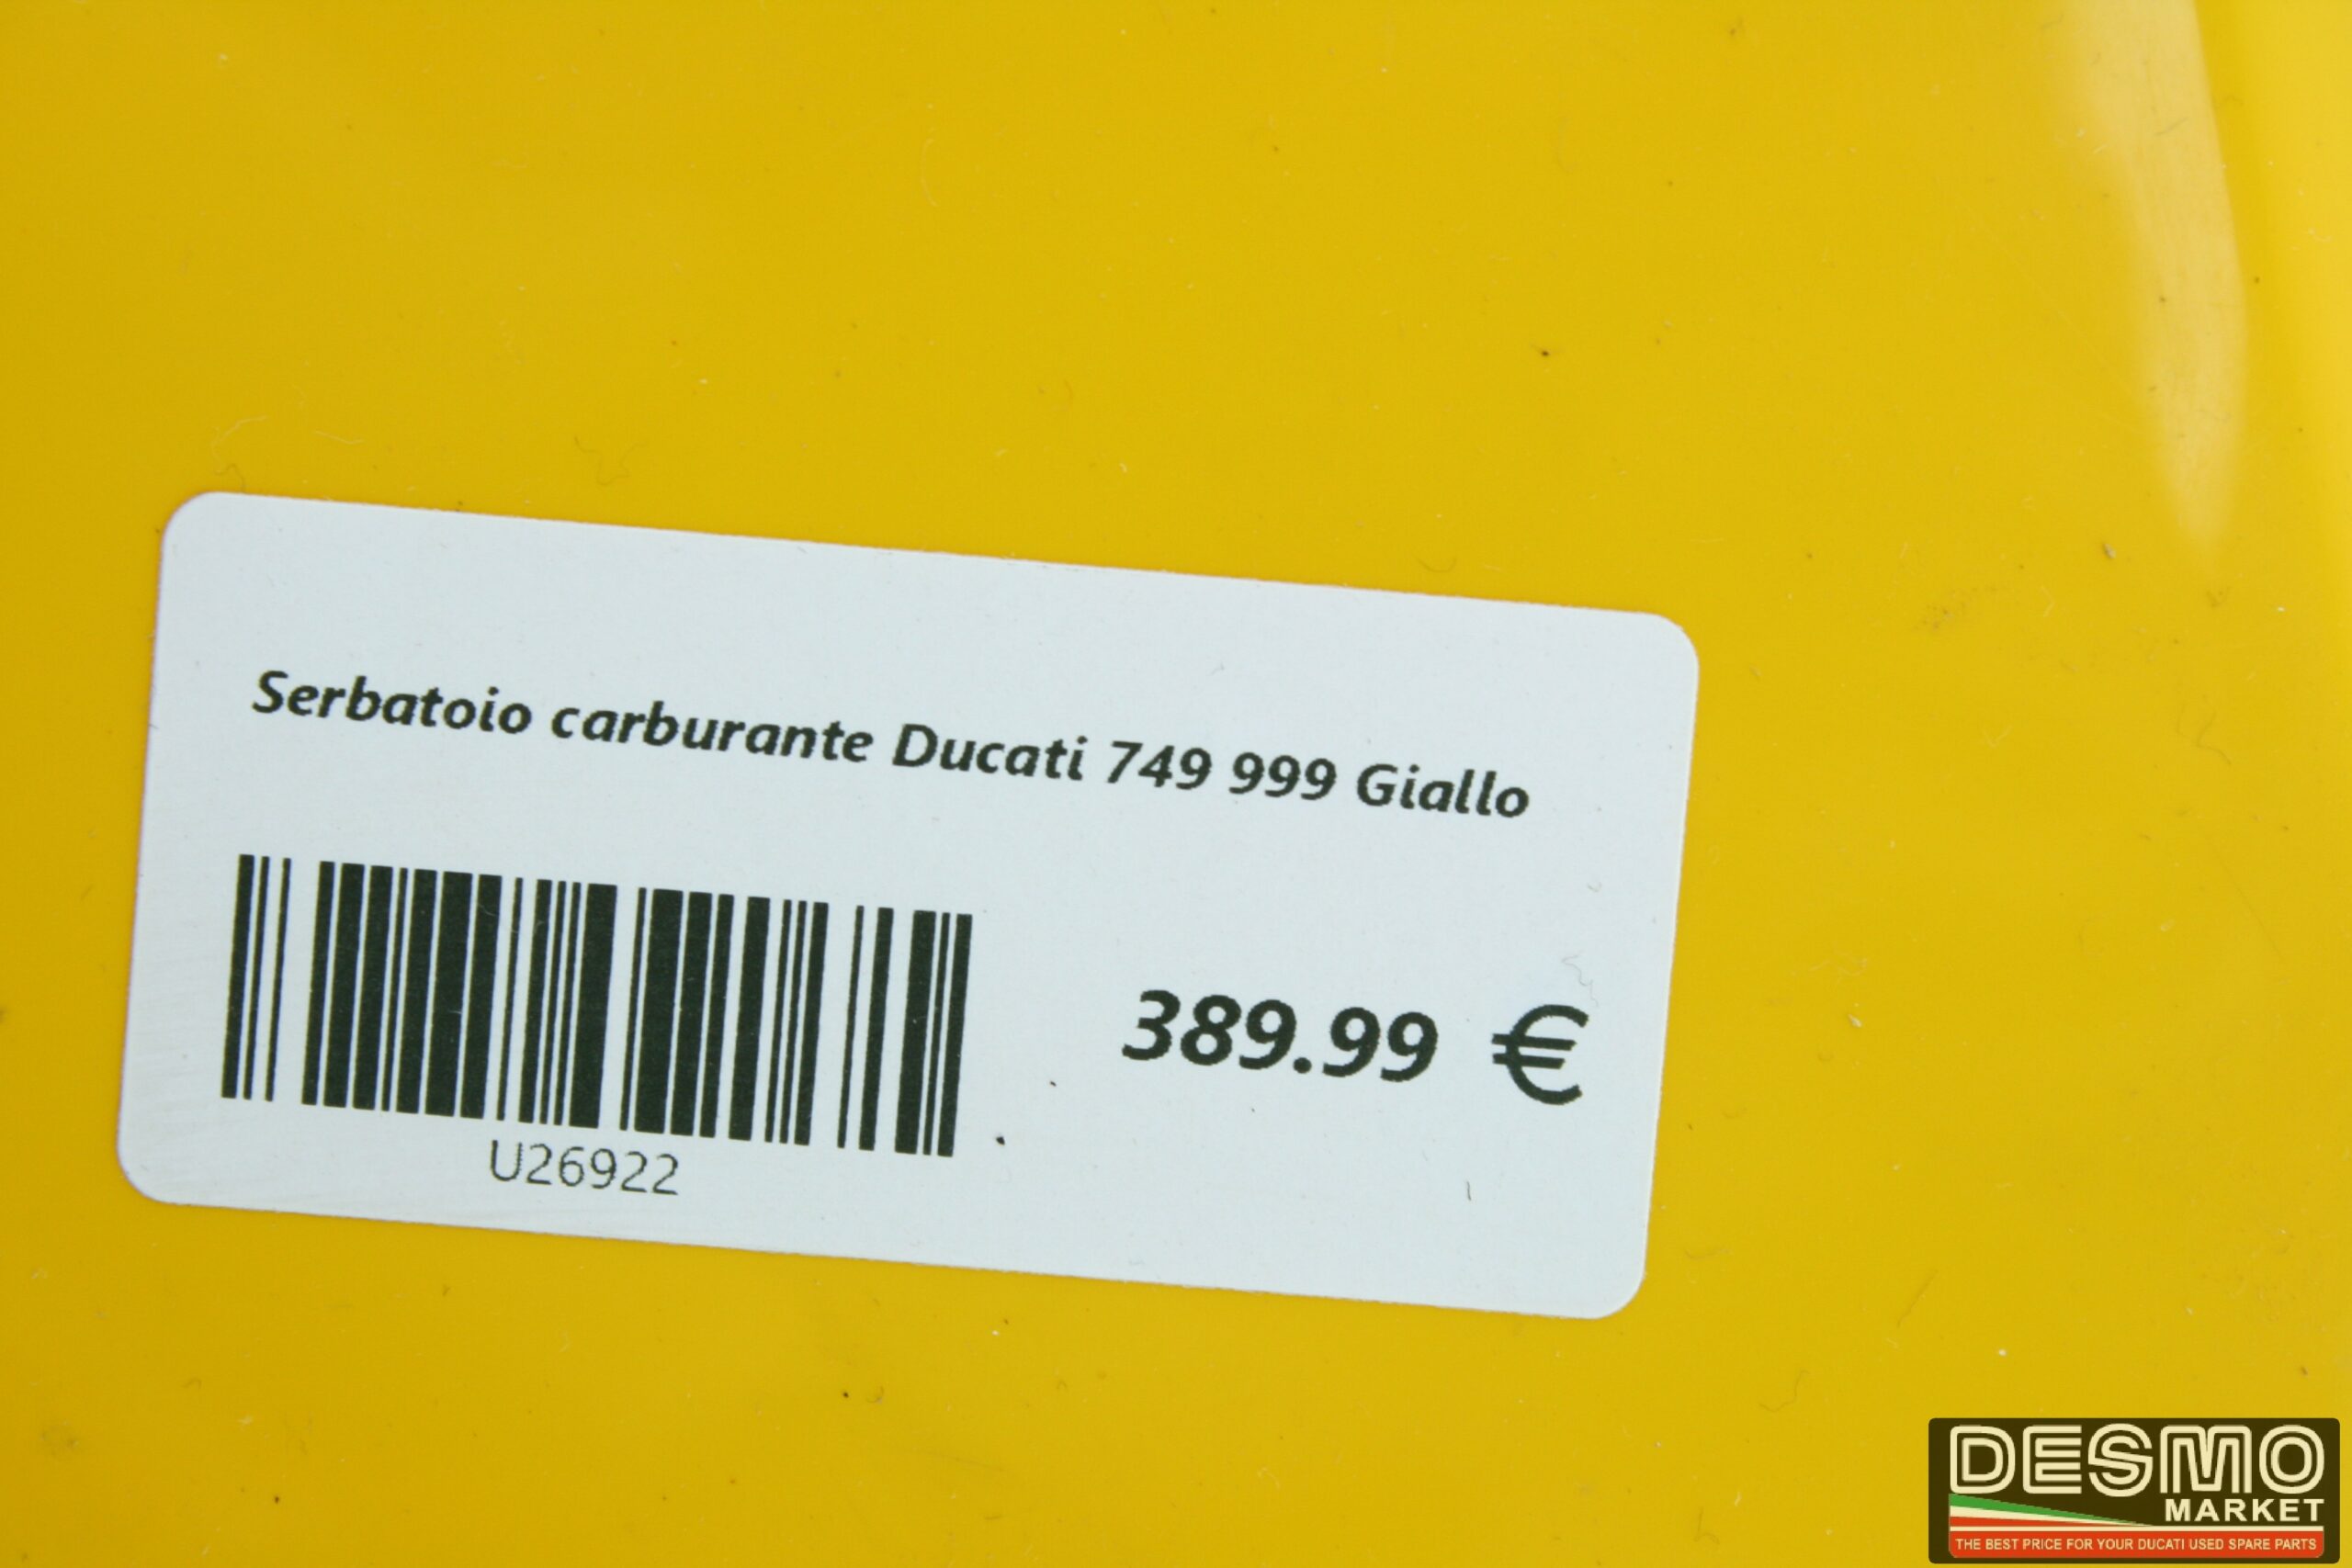 Serbatoio carburante Ducati 749 999 Giallo
389.99 €
U26922
DESMO
MARKET
THE BEST PRICE FOR YOUR DUCATI USED SPARE PARTS